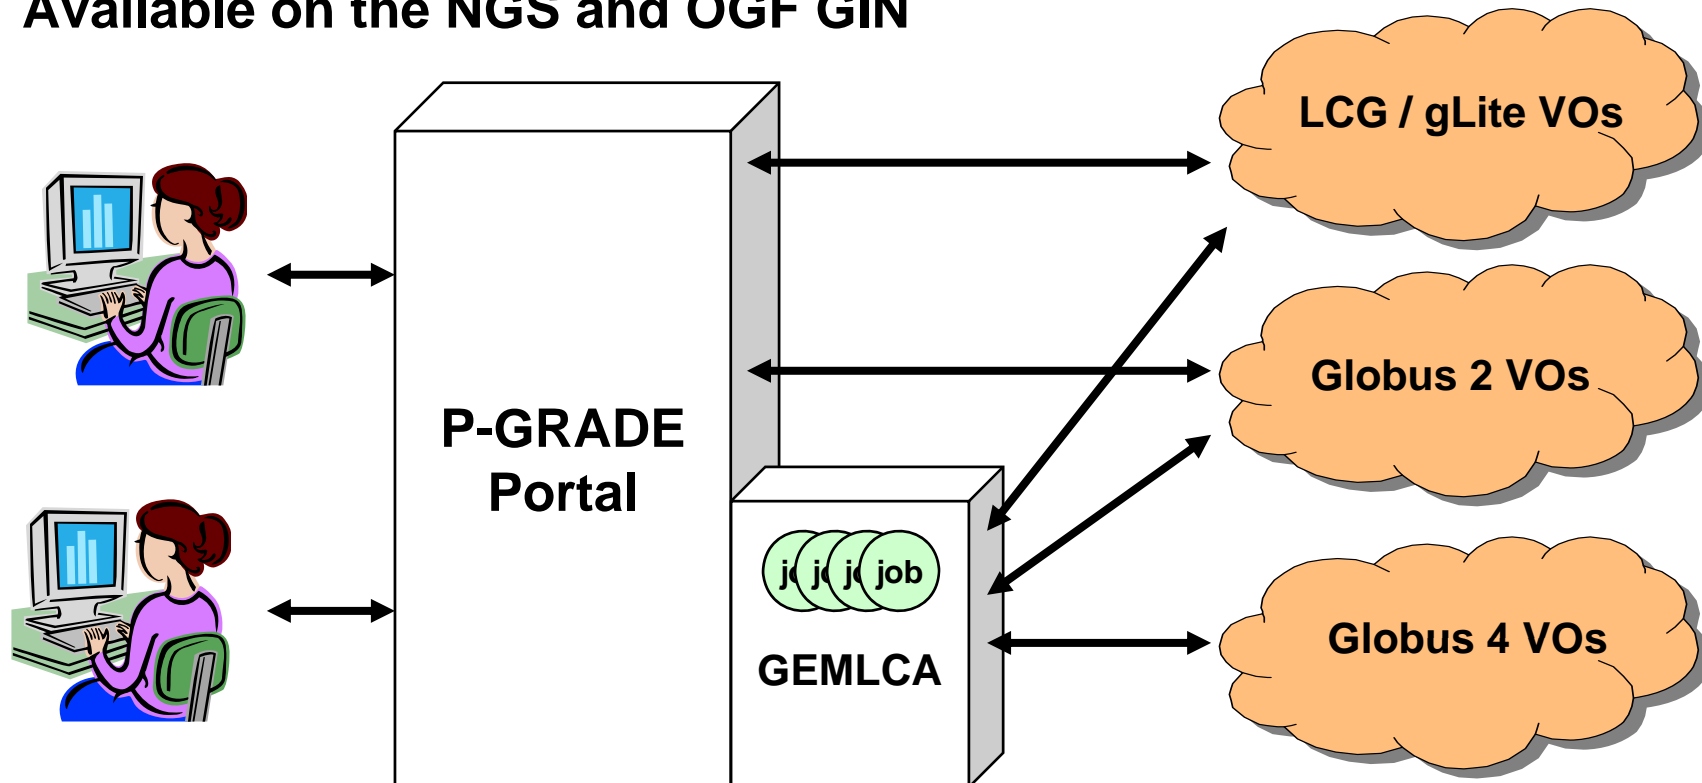 Available on the NGS and OGF GIN
LCG / gLite VOs
Globus 2 VOs
P-GRADE
Portal
job
GEMLCA
Globus 4 VOs